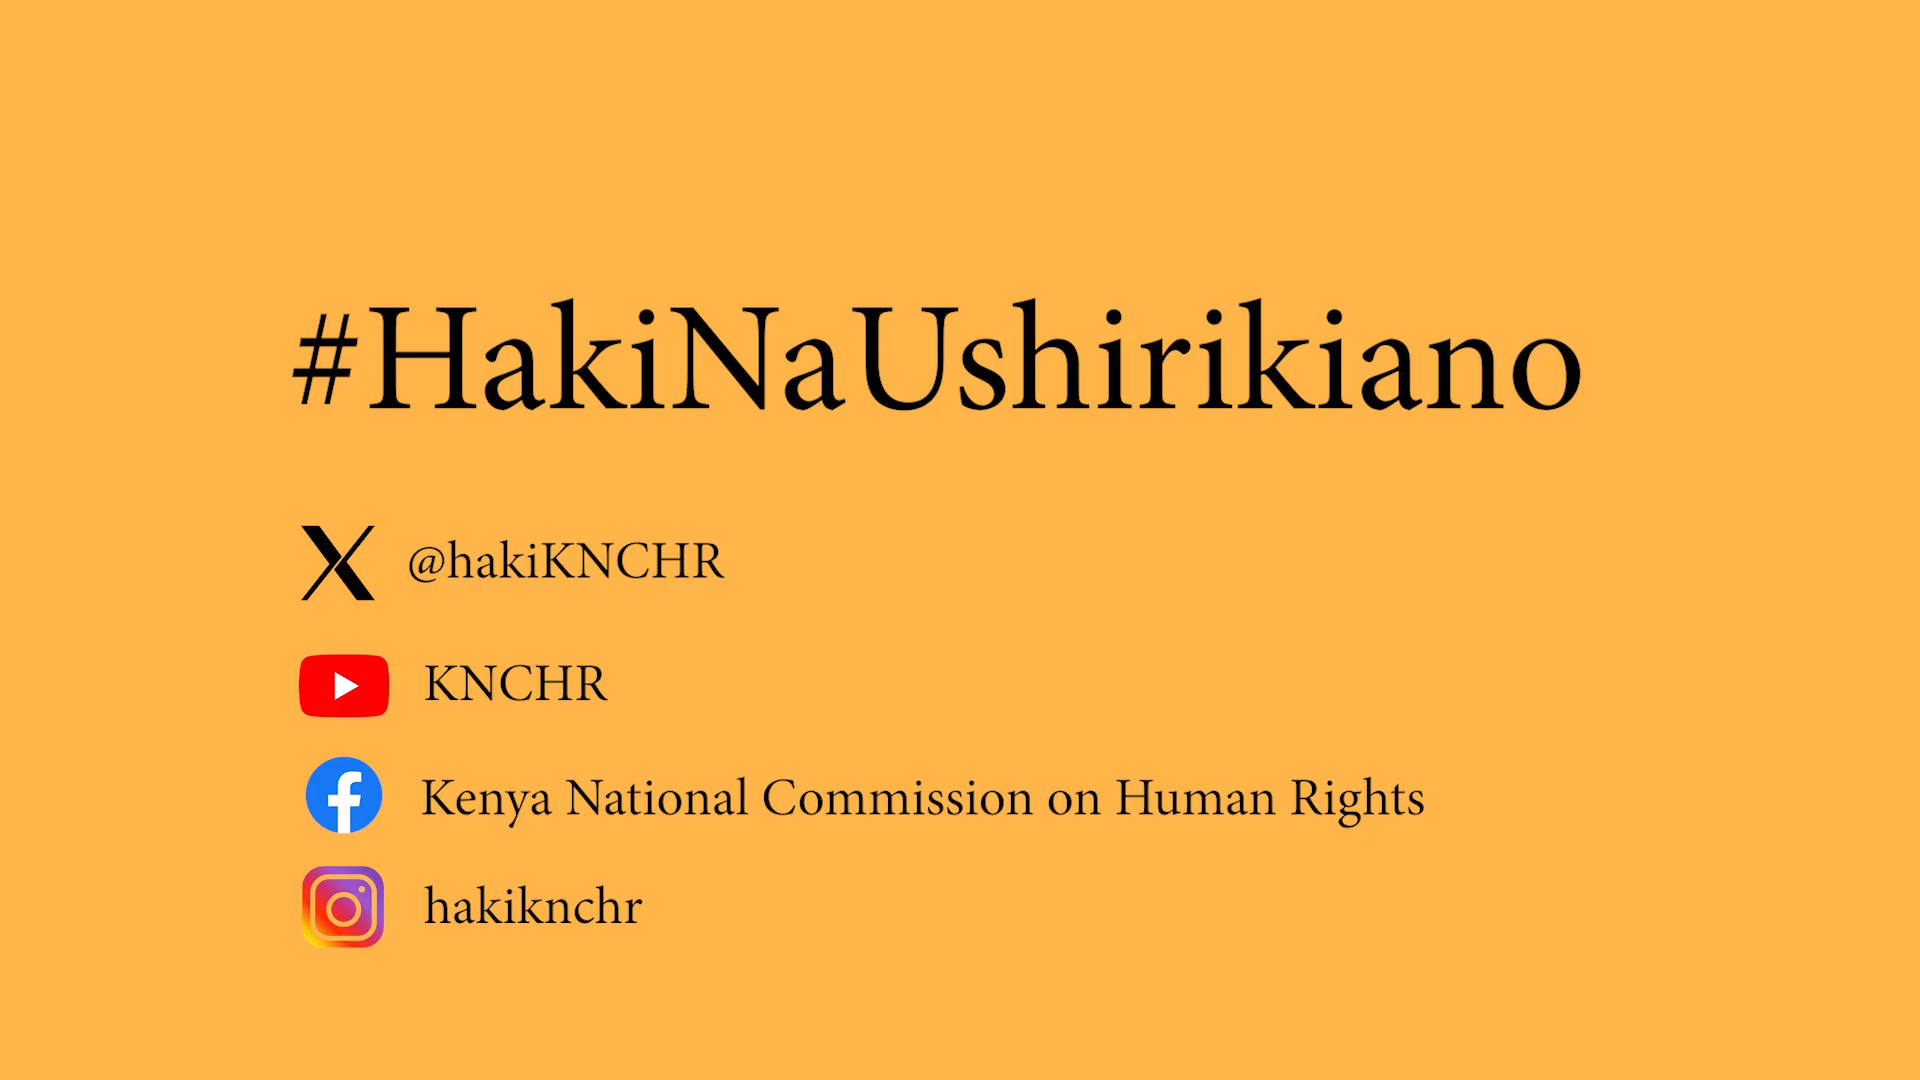 #HakiNaUshirikiano
@hakiKNCHR
KNCHR
Kenya National Commission on Human Rights
hakiknchr